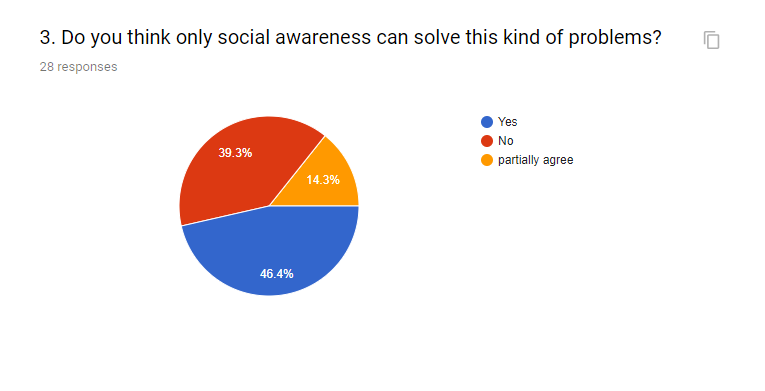 3. Do you think only social awareness can solve this kind of problems?
28 responses
Yes
No
partially agree
39.3%
14.3%
46.4%